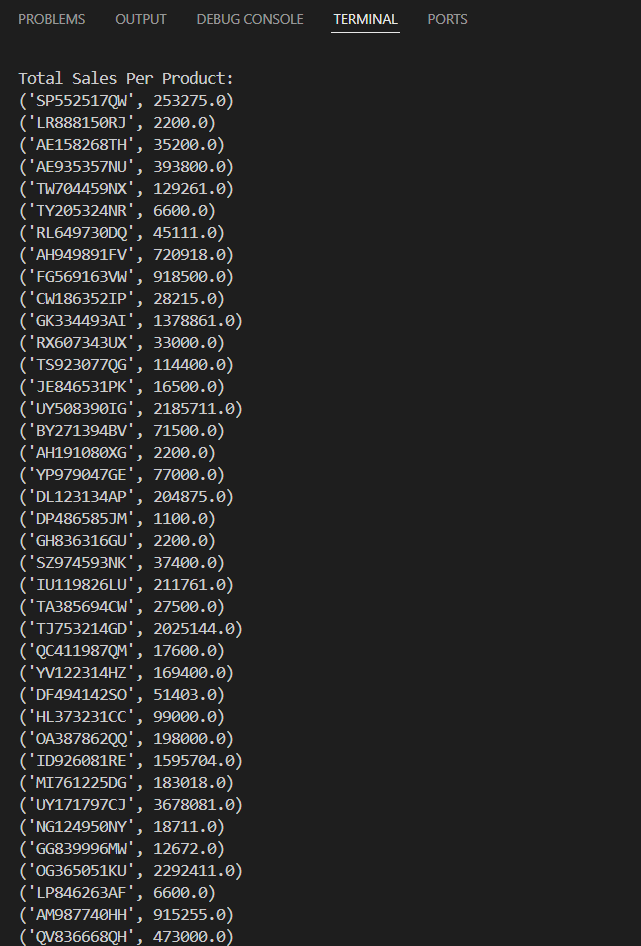 PROBLEMS OUTPUT DEBUG CONSOLE TERMINAL PORTS
Total Sales Per Product:
('SP552517QW', 253275.0)
('LR888150RJ', 2200.0)
('AE158268TH', 35200.0)
('AE935357NU', 393800.0)
('TW704459NX', 129261.0)
('TY205324NR', 6600.0)
('RL649730DQ', 45111.0)
('AH949891FV', 720918.0)
('FG569163VW', 918500.0)
('CW186352IP', 28215.0)
('GK334493AI', 1378861.0)
('RX607343UX', 33000.0)
('TS923077QG', 114400.0)
('JE846531PK', 16500.0)
('UY508390IG', 2185711.0)
('BY271394BV', 71500.0)
('AH191080XG', 2200.0)
('YP979047GE', 77000.0)
('DL123134AP', 204875.0)
('DP486585JM', 1100.0)
('GH836316GU', 2200.0)
('SZ974593NK', 37400.0)
('IU119826LU', 211761.0)
('TA385694CW', 27500.0)
('TJ753214GD', 2025144.0)
('QC411987QM', 17600.0)
('YV122314HZ', 169400.0)
('DF494142SO', 51403.0)
('HL373231CC', 99000.0)
('OA387862QQ', 198000.0)
('ID926081RE', 1595704.0)
('MI761225DG', 183018.0)
('UY171797CJ', 3678081.0)
('NG124950NY', 18711.0)
('GG839996MW', 12672.0)
('OG365051KU', 2292411.0)
('LP846263AF', 6600.0)
('AM987740HH', 915255.0)
('QV836668QH', 473000.0)